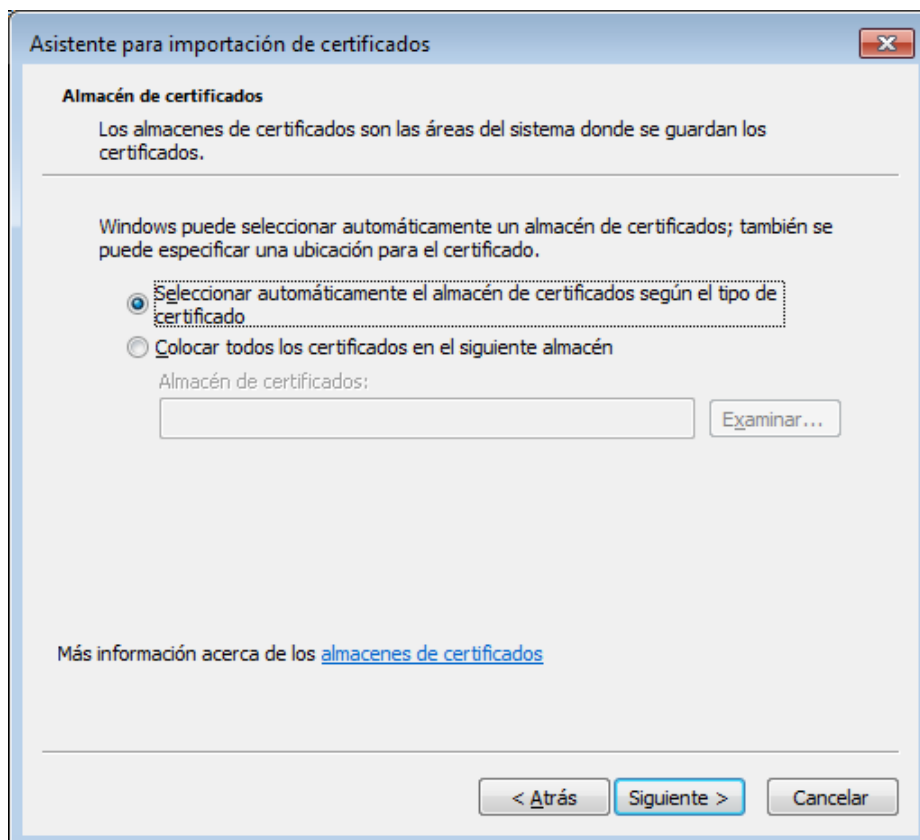 Asistente para importación de certificados
Almacén de certificados
Los almacenes de certificados son las áreas del sistema donde se guardan los
certificados.
Windows puede seleccionar automáticamente un almacén de certificados; también se
puede especificar una ubicación para el certificado.
Seleccionar automáticamente el almacén de certificados según el tipo de
certificado
Colocar todos los certificados en el siguiente almacén
Almacén de certificados:
Examinar...
Más información acerca de los almacenes de certificados
< Atrás
Siguiente >
Cancelar